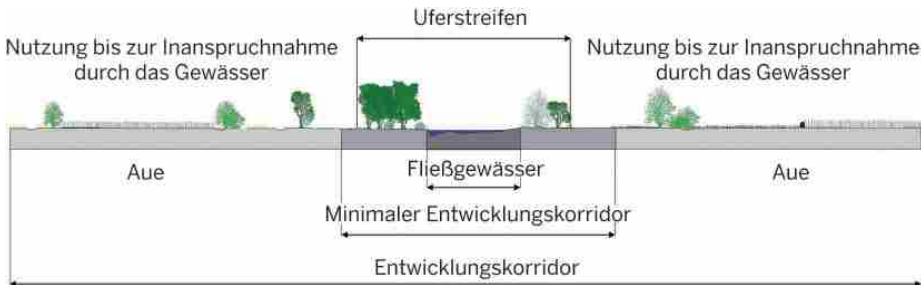 Uferstreifen
Nutzung bis zur Inanspruchnahme
durch das Gewässer
Nutzung bis zur Inanspruchnahme
durch das Gewässer
Aue
Fließgewässer
Aue
Minimaler Entwicklungskorridor
Entwicklungskorridor